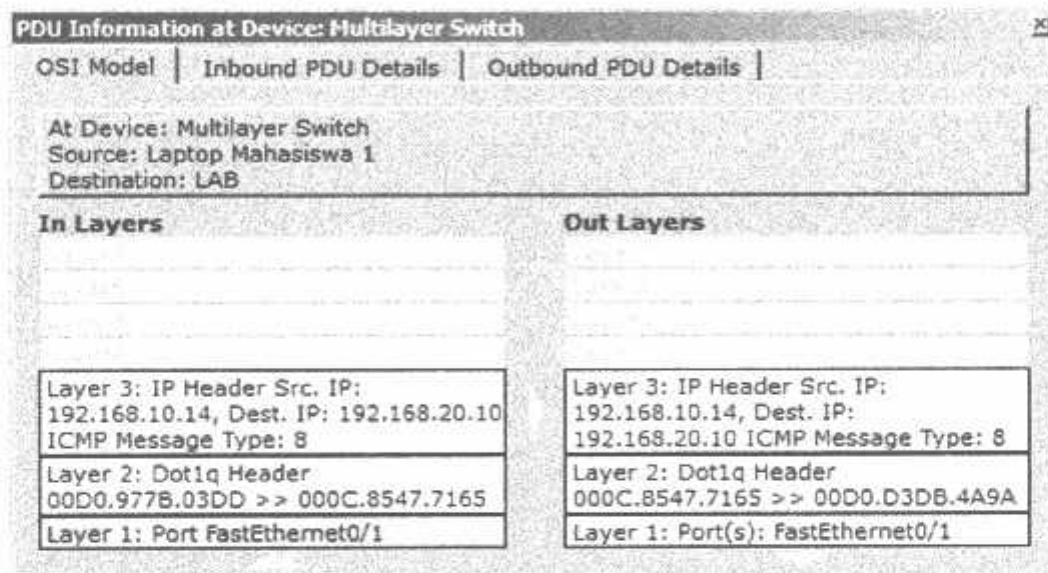 PDU Information at Device: Multilayer Switch
OSI Model | Inbound PDU Details | Outbound PDU Details |
At Device: Multilayer Switch
Source: Laptop Mahasiswa 1
Destination: LAB
In Layers
Layer 3: IP Header Src. IP:
192.168.10.14, Dest. IP: 192.168.20.10
ICMP Message Type: 8
Layer 2: Dot1q Header
00D0.977B.03DD >> 000C.8547.7165
Layer 1: Port FastEthernet0/1
Out Layers
Layer 3: IP Header Src. IP:
192.168.10.14, Dest. IP:
192.168.20.10 ICMP Message Type: 8
Layer 2: Dot1q Header
000C.8547.7165 >> 00D0.D3DB.4A9A
Layer 1: Port(s): FastEthernet0/1